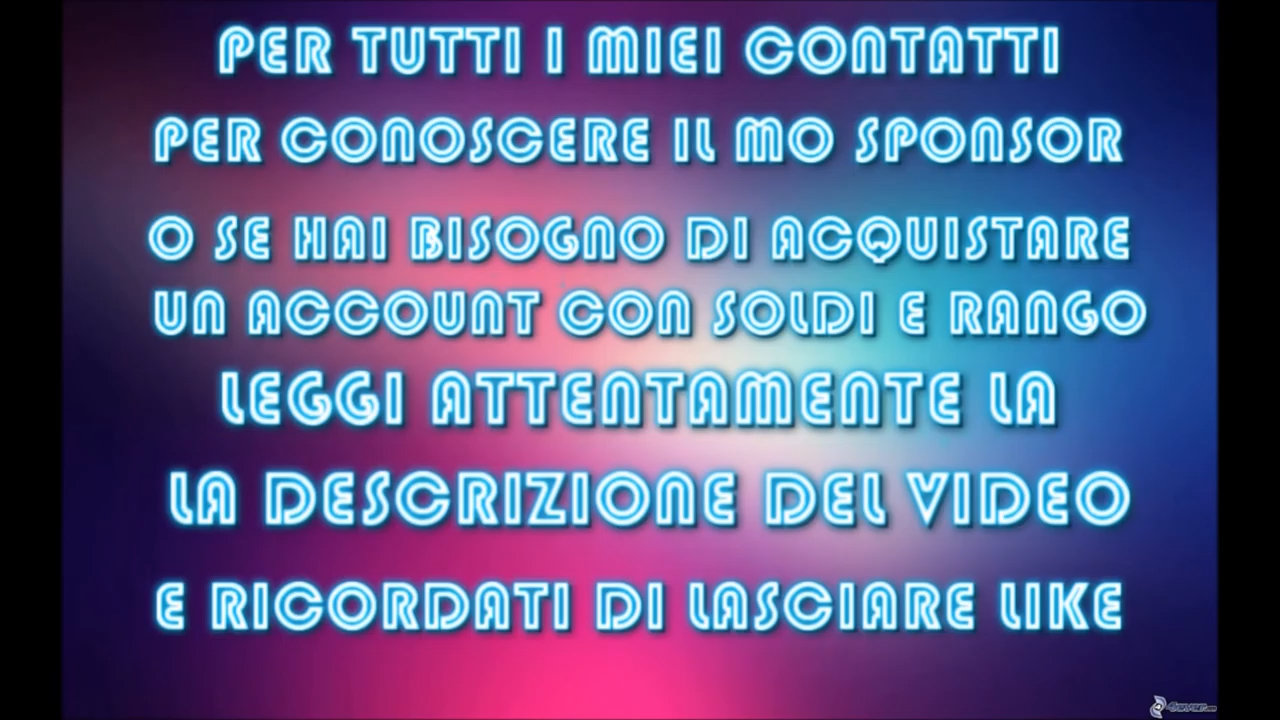 PER TUTTI I MIEI CONTATTI
PER CONOSCERE IL MO SPONSOR
O SE HAI BISOGNO DI ACQUISTARE
UN ACCOUNT CON SOLDI E RANGO
LEGGI ATTENTAMENTE LA
LA DESCRIZIONE DEL VIDEO
E RICORDATI DI LASCIARE LIKE